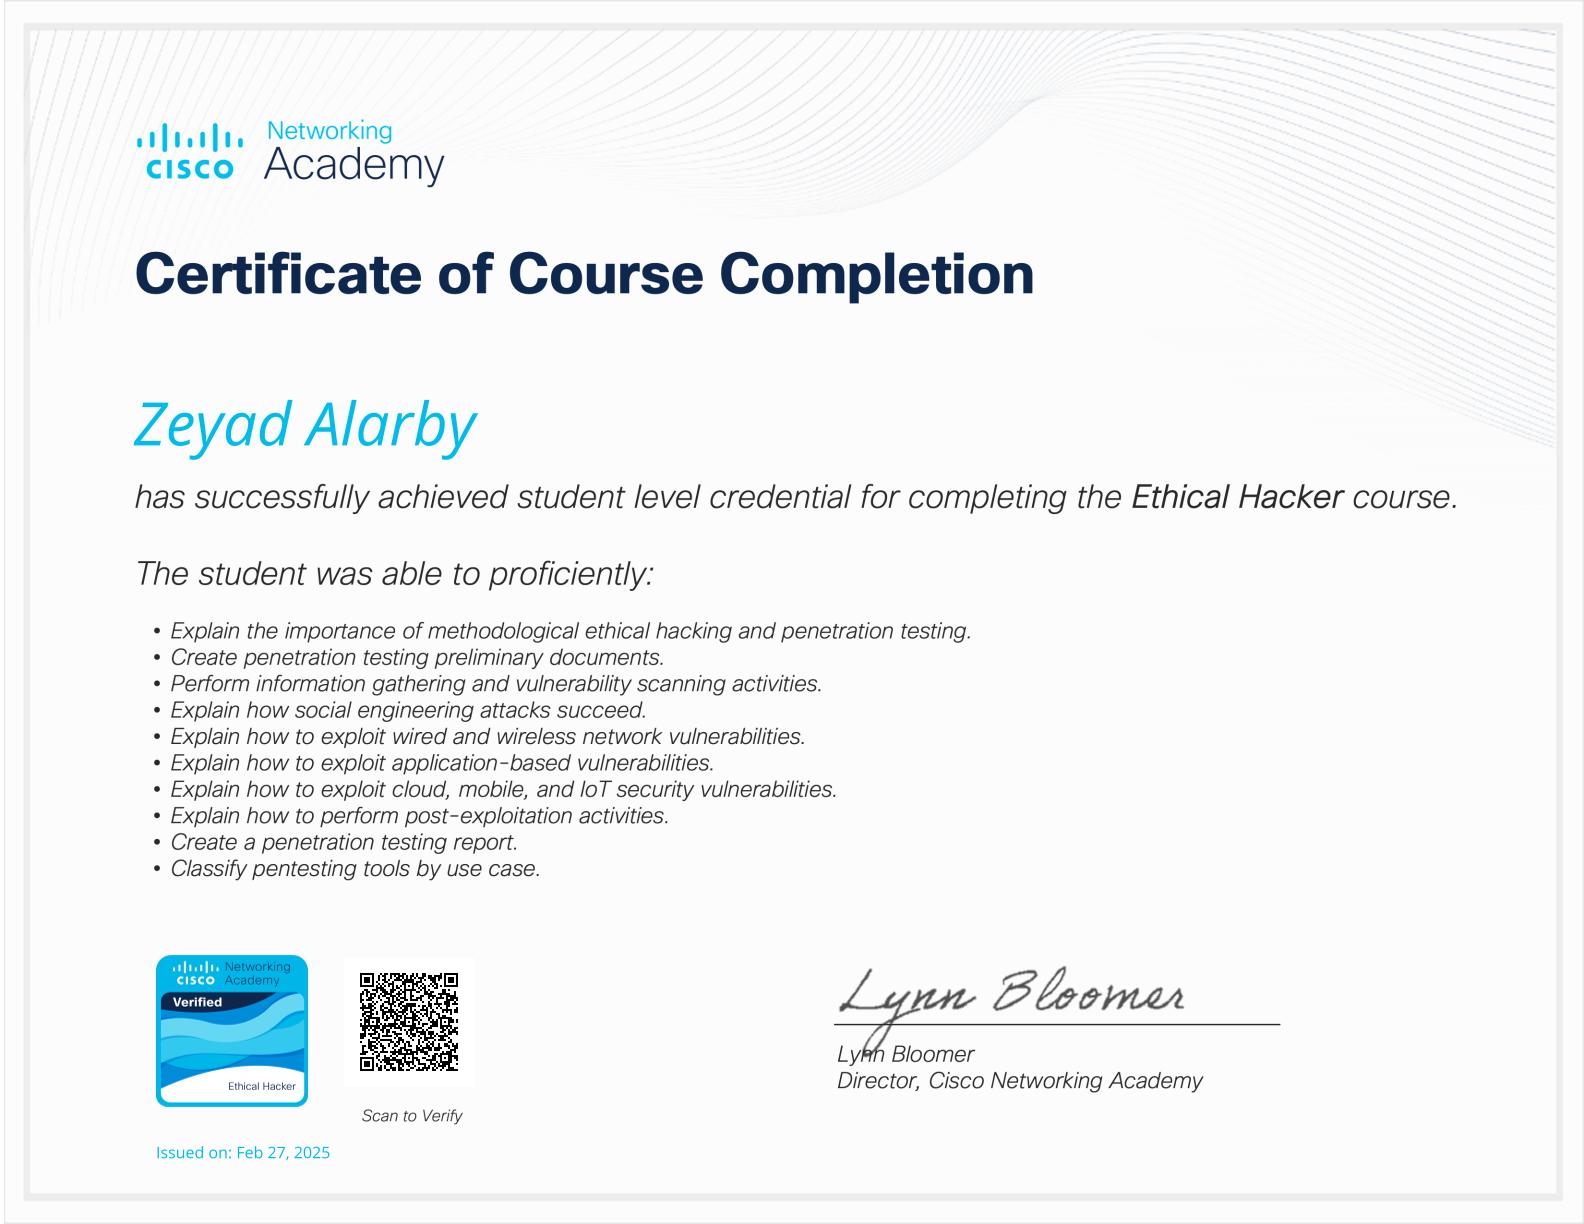 CISCO Networking Academy
Certificate of Course Completion
Zeyad Alarby
has successfully achieved student level credential for completing the Ethical Hacker course.
The student was able to proficiently:
• Explain the importance of methodological ethical hacking and penetration testing.
• Create penetration testing preliminary documents.
• Perform information gathering and vulnerability scanning activities.
• Explain how social engineering attacks succeed.
• Explain how to exploit wired and wireless network vulnerabilities.
• Explain how to exploit application-based vulnerabilities.
• Explain how to exploit cloud, mobile, and IoT security vulnerabilities.
• Explain how to perform post-exploitation activities.
• Create a penetration testing report.
• Classify pentesting tools by use case.
CISCO Networking Academy
Verified
Ethical Hacker
Scan to Verify
Issued on: Feb 27, 2025
Lynn Bloomer
Lynn Bloomer
Director, Cisco Networking Academy